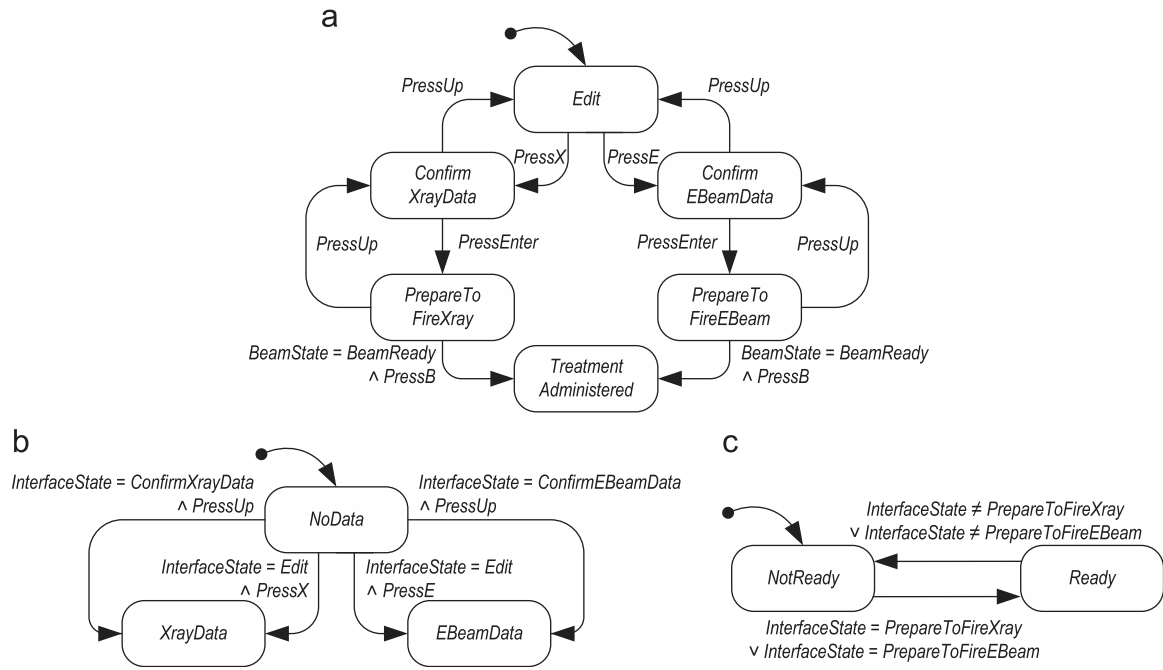 a
PressUp
Edit
PressUp
PressX
PressE
Confirm
XrayData
Confirm
EBeamData
PressUp
PressEnter
PressEnter
PressUp
PrepareTo
FireXray
PrepareTo
FireEBeam
BeamState = BeamReady
∧ PressB
Treatment
Administered
BeamState = BeamReady
∧ PressB
b
InterfaceState = ConfirmXrayData
∧ PressUp
InterfaceState = ConfirmEBeamData
∧ PressUp
NoData
InterfaceState = Edit
∧ PressX
InterfaceState = Edit
∧ PressE
XrayData
EBeamData
c
InterfaceState ≠ PrepareToFireXray
∨ InterfaceState ≠ PrepareToFireEBeam
NotReady
Ready
InterfaceState = PrepareToFireXray
∨ InterfaceState = PrepareToFireEBeam